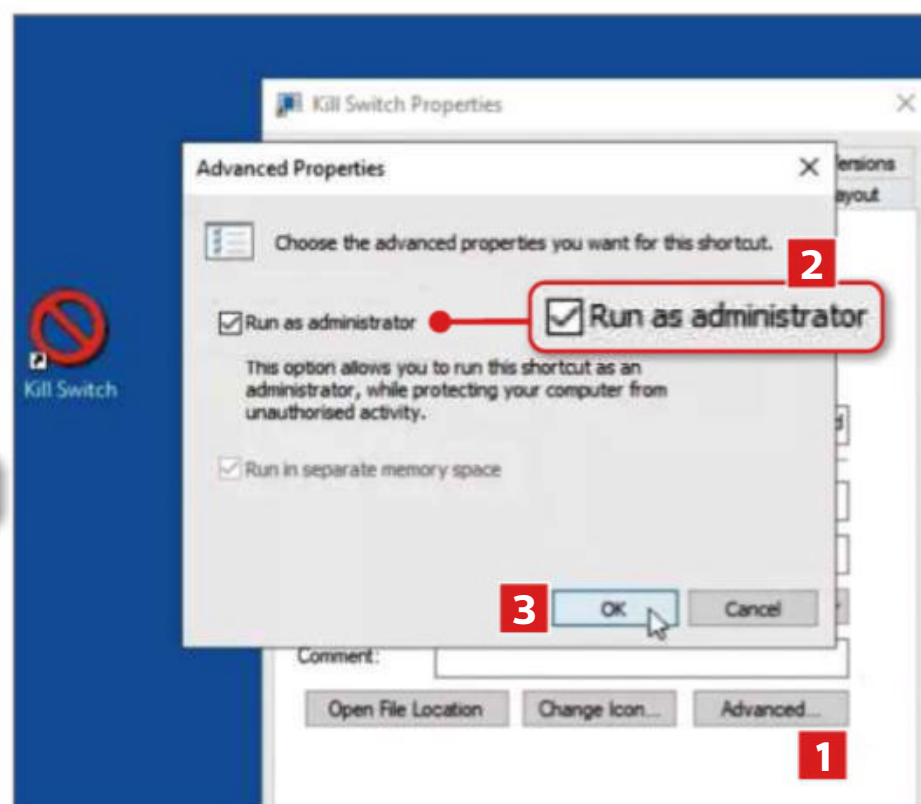 Kill Switch Properties
Advanced Properties
ersions
ayout
Choose the advanced properties you want for this shortcut.
2
Run as administrator
Run as administrator
This option allows you to run this shortcut as an
administrator, while protecting your computer from
unauthorised activity.
Kill Switch
Run in separate memory space
3
OK
Cancel
Comment:
Open File Location
Change Icon...
Advanced...
1